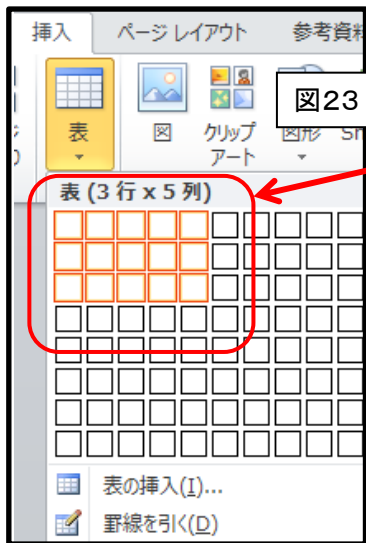 挿入 ページ レイアウト 参考資料
表 図 クリップ アート 図形
図23
表 (3 行 x 5 列)
表の挿入(I)...
罫線を引く(D)